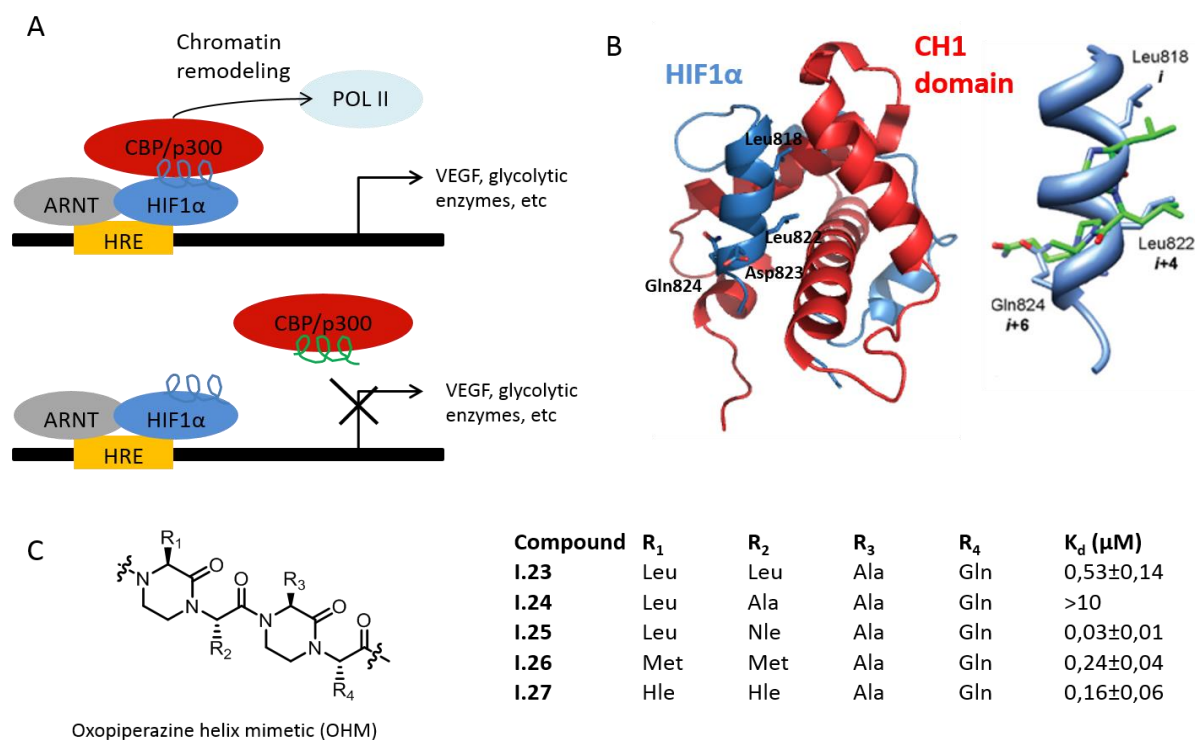 A
Chromatin
remodeling
POL II
CBP/p300
ARNT
HIF1α
HRE
VEGF, glycolytic
enzymes, etc
CBP/p300
ARNT
HIF1α
HRE
VEGF, glycolytic
enzymes, etc
B
HIF1α
CH1
domain
Leu818
Leu822
Asp823
Gln824
Leu818
i
Leu822
i+4
Gln824
i+6
C
R1
N
O
N
R2
O
N
R3
O
N
R4
O
Oxopiperazine helix mimetic (OHM)
Compound R1 R2 R3 R4 Kd (µM)
I.23 Leu Leu Ala Gln 0,53±0,14
I.24 Leu Ala Ala Gln >10
I.25 Leu Nle Ala Gln 0,03±0,01
I.26 Met Met Ala Gln 0,24±0,04
I.27 Hle Hle Ala Gln 0,16±0,06